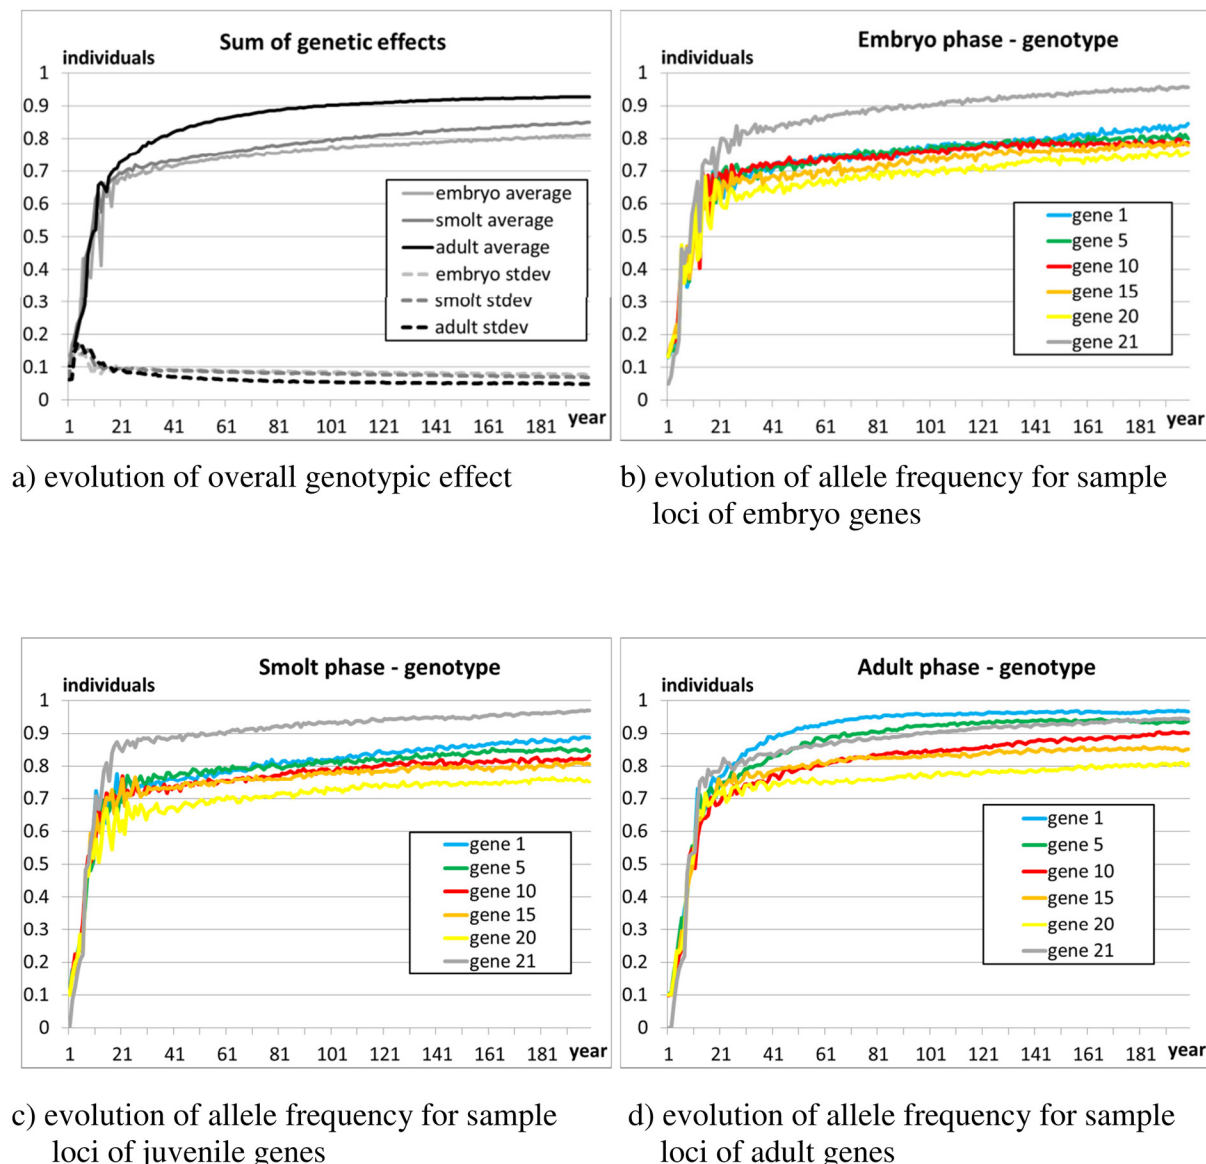 Sum of genetic effects
individuals
1
0.9
0.8
0.7
0.6
0.5
0.4
0.3
0.2
0.1
0
embryo average
smolt average
adult average
embryo stdev
smolt stdev
adult stdev
1 21 41 61 81 101 121 141 161 181 year
a) evolution of overall genotypic effect
Embryo phase - genotype
individuals
1
0.9
0.8
0.7
0.6
0.5
0.4
0.3
0.2
0.1
0
gene 1
gene 5
gene 10
gene 15
gene 20
gene 21
1 21 41 61 81 101 121 141 161 181 year
b) evolution of allele frequency for sample
loci of embryo genes
Smolt phase - genotype
individuals
1
0.9
0.8
0.7
0.6
0.5
0.4
0.3
0.2
0.1
0
gene 1
gene 5
gene 10
gene 15
gene 20
gene 21
1 21 41 61 81 101 121 141 161 181 year
c) evolution of allele frequency for sample
loci of juvenile genes
Adult phase - genotype
individuals
1
0.9
0.8
0.7
0.6
0.5
0.4
0.3
0.2
0.1
0
gene 1
gene 5
gene 10
gene 15
gene 20
gene 21
1 21 41 61 81 101 121 141 161 181 year
d) evolution of allele frequency for sample
loci of adult genes